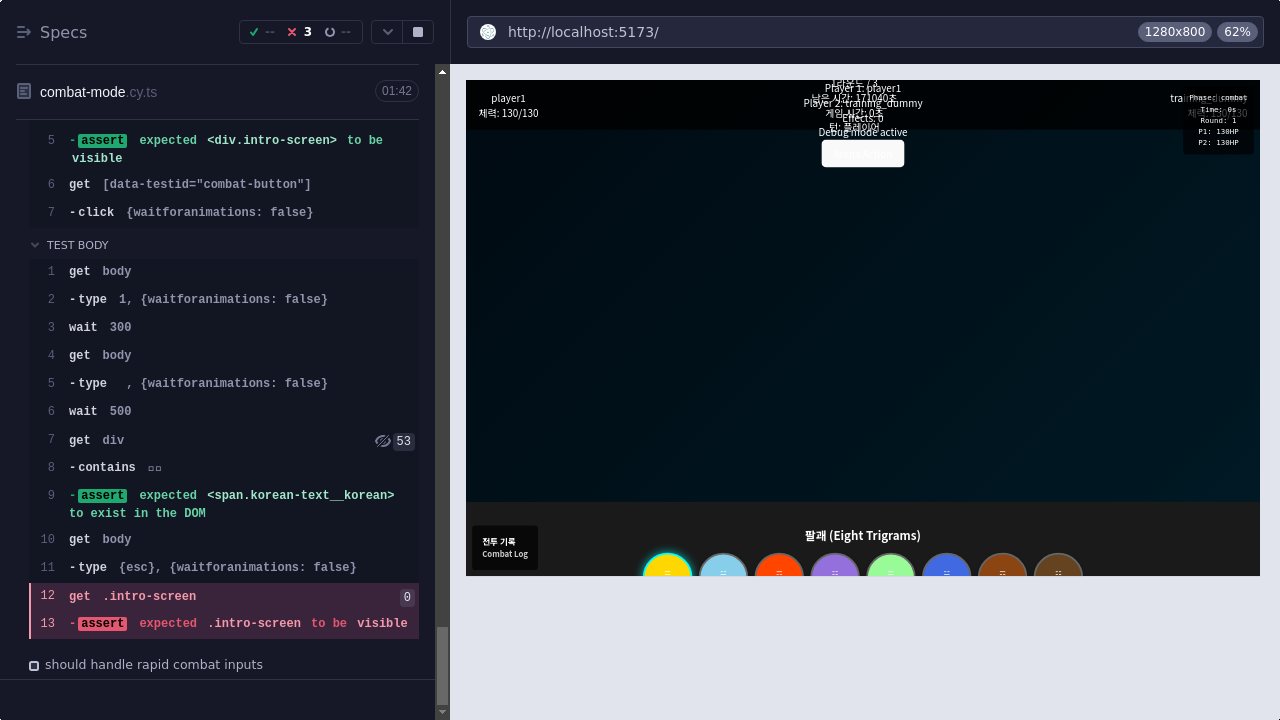 Specs
-- 3 --
combat-mode.cy.ts
01:42
5 -assert expected <div.intro-screen> to be visible
6 get [data-testid="combat-button"]
7 -click {waitforanimations: false}
TEST BODY
1 get body
2 -type 1, {waitforanimations: false}
3 wait 300
4 get body
5 -type , {waitforanimations: false}
6 wait 500
7 get div 53
8 -contains
9 -assert expected <span.korean-text__korean> to exist in the DOM
10 get body
11 -type {esc}, {waitforanimations: false}
12 get .intro-screen 0
13 -assert expected .intro-screen to be visible
should handle rapid combat inputs
http://localhost:5173/
1280x800
62%
player1
체력: 130/130
Player 1: player1
Player 2: training_dummy
Effects: 0
Debug mode active
Phase: combat
Time: 0s
Round: 1
P1: 130HP
P2: 130HP
전투 기록
Combat Log
팔괘 (Eight Trigrams)